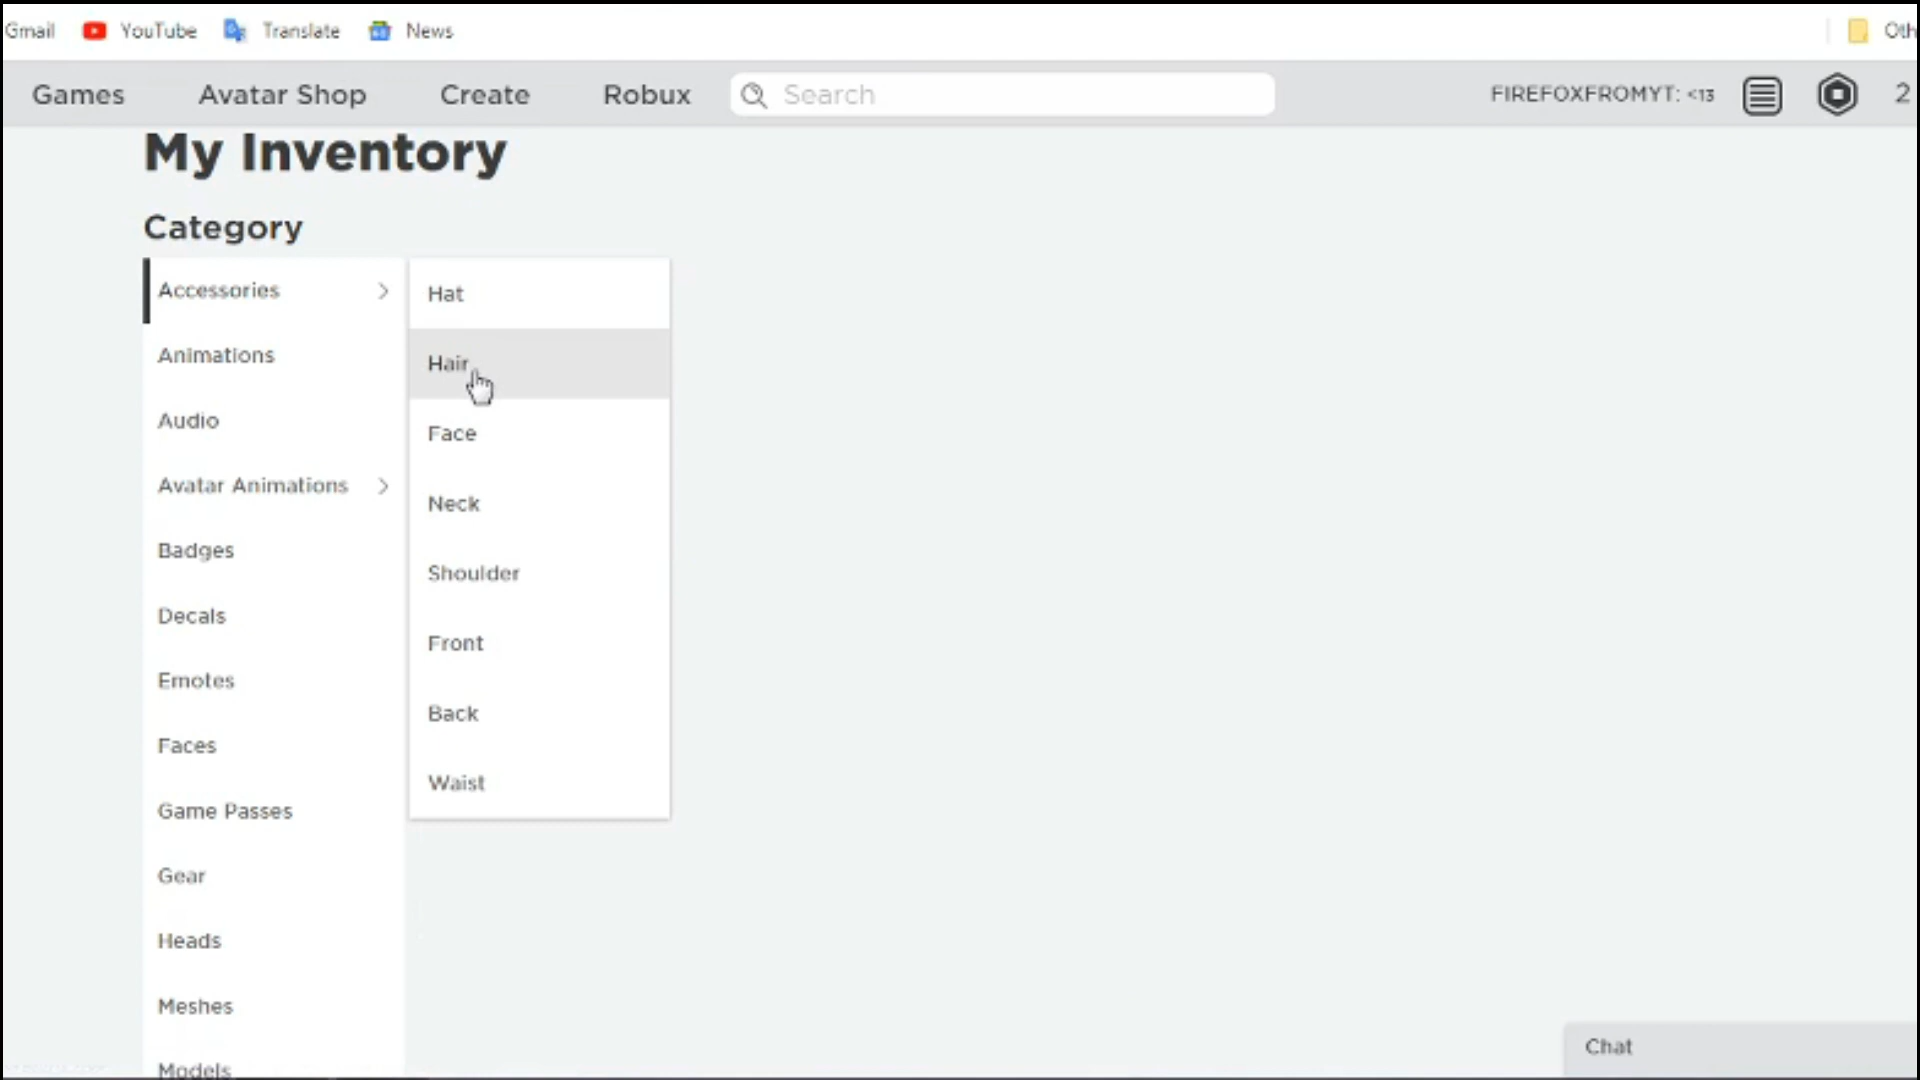 Gmail YouTube Translate News
Games Avatar Shop Create Robux Search FIREFOXFROMYT: <13 2
My Inventory
Category
Accessories
Animations
Audio
Avatar Animations
Badges
Decals
Emotes
Faces
Game Passes
Gear
Heads
Meshes
Models
Hat
Hair
Face
Neck
Shoulder
Front
Back
Waist
Chat